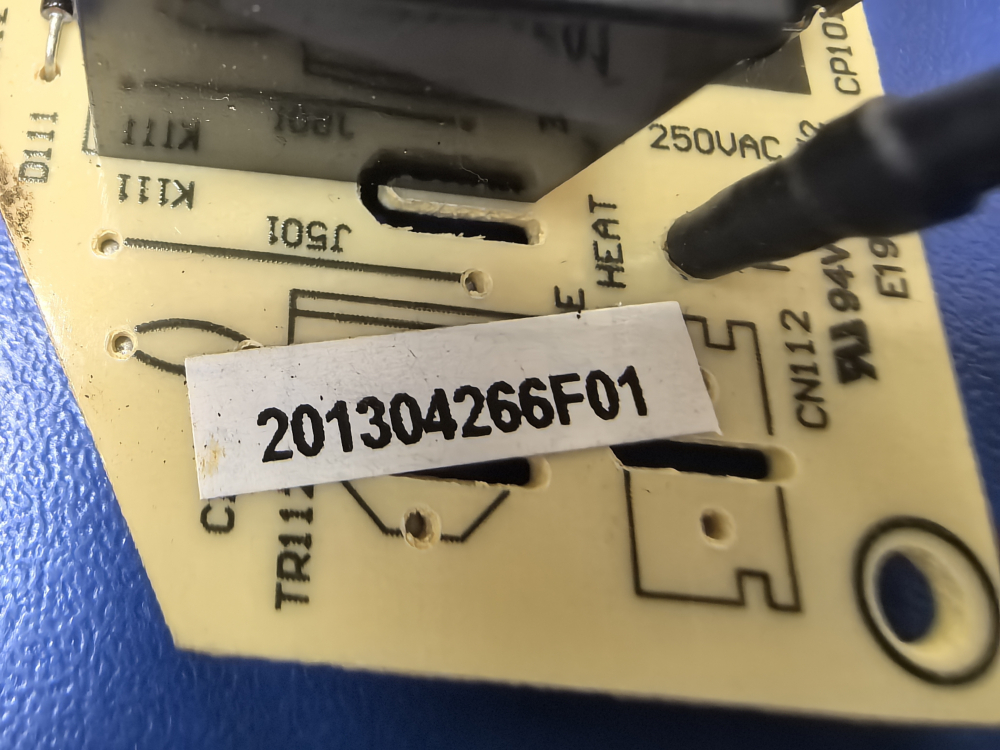 D111
K111
K111
J501
J501
250VAC
HEAT
E
94V
E19
CP10
CN112
201304266F01
C
TR112